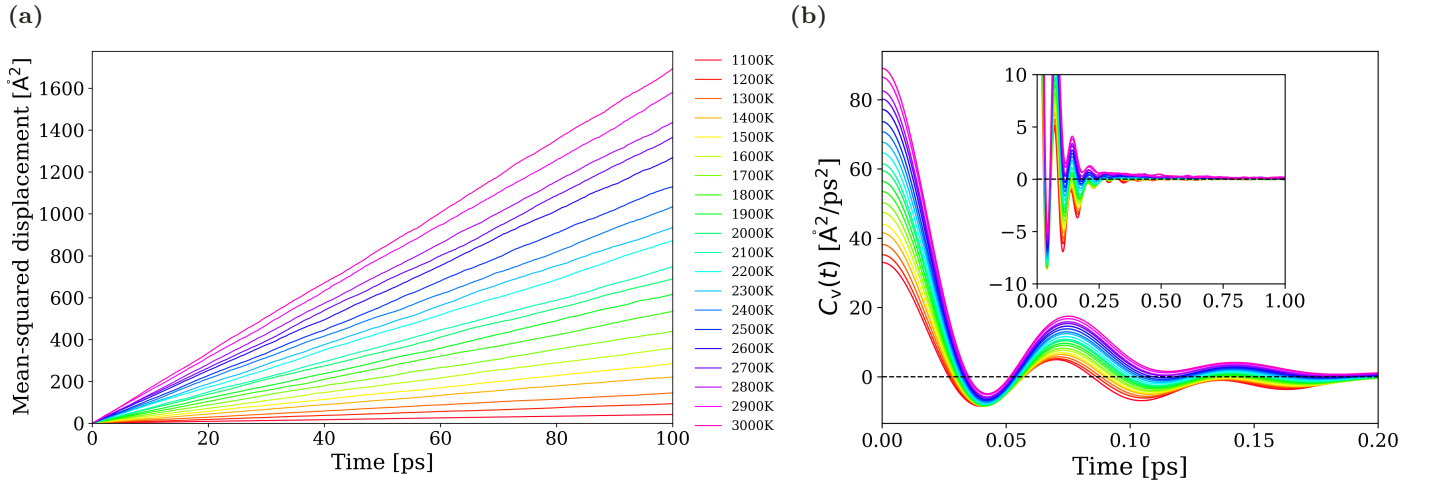 (a)
Mean-squared displacement [Å²]
1600
1400
1200
1000
800
600
400
200
0
0 20 40 60 80 100
Time [ps]
1100K
1200K
1300K
1400K
1500K
1600K
1700K
1800K
1900K
2000K
2100K
2200K
2300K
2400K
2500K
2600K
2700K
2800K
2900K
3000K
(b)
C_v(t) [Å²/ps²]
80
60
40
20
0
0.00 0.05 0.10 0.15 0.20
Time [ps]
10
5
0
−5
−10
0.00 0.25 0.50 0.75 1.00